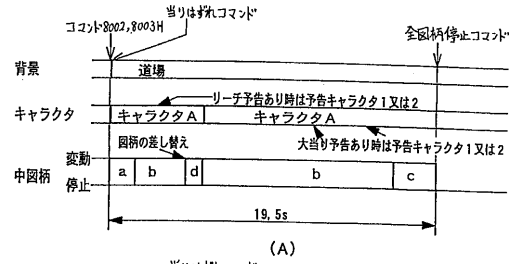 当りはずれコマンド
コマンド8002,8003H
全図柄停止コマンド
背景
道場
リーチ予告あり時は予告キャラクタ1又は2
キャラクタ
キャラクタA
キャラクタA
大当り予告あり時は予告キャラクタ1又は2
図柄の差し替え
中図柄
変動
停止
a b d b c
19,5s
(A)